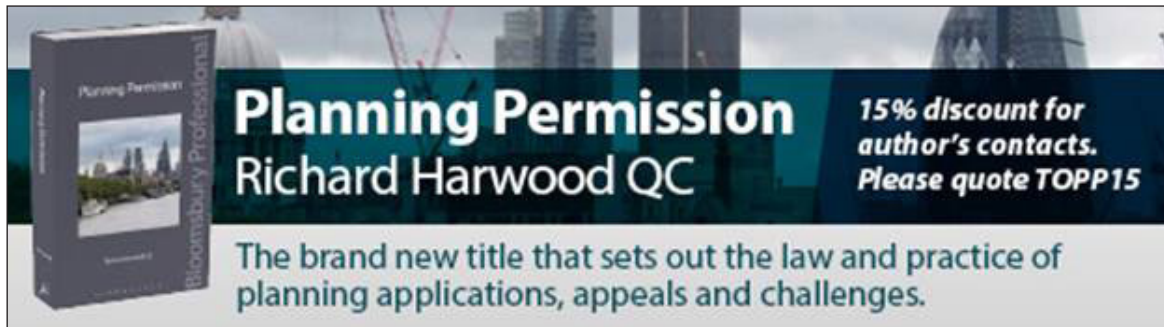 Planning Permission
Bloomsbury Professional
Planning Permission
Richard Harwood QC
15% discount for
author's contacts.
Please quote TOPP15
The brand new title that sets out the law and practice of
planning applications, appeals and challenges.